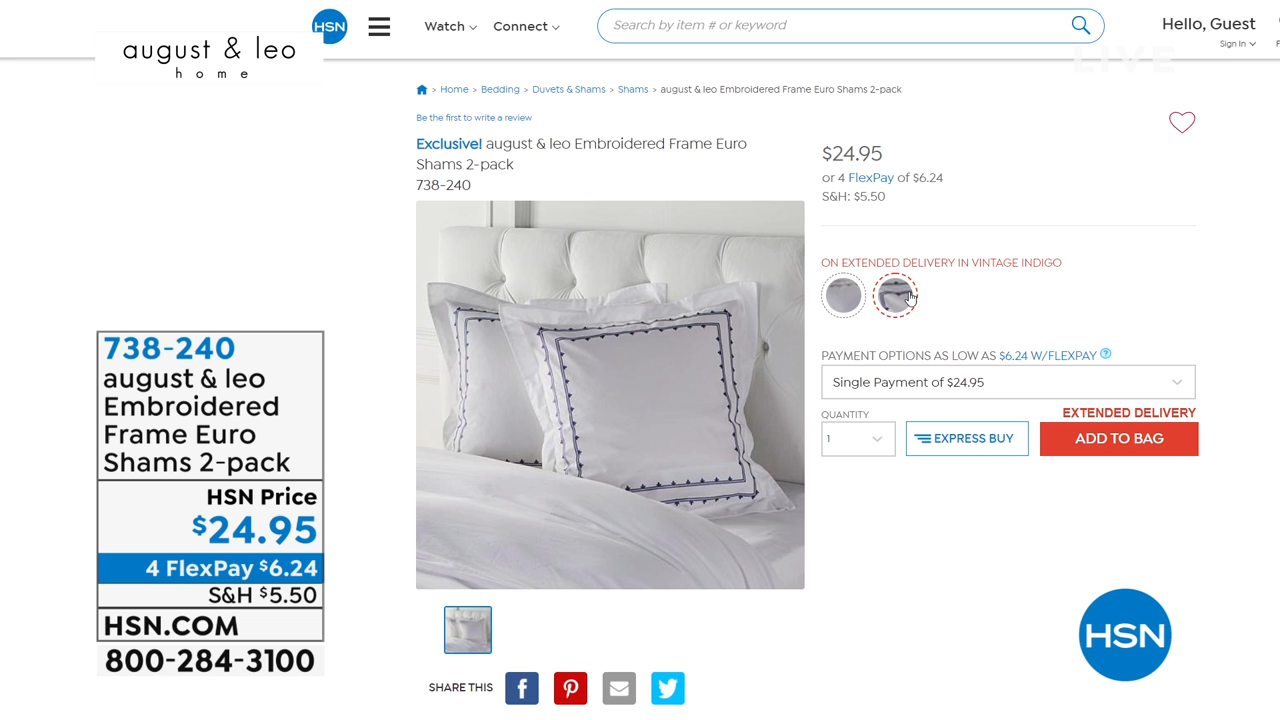 august & leo
home
HSN
Watch
Connect
Search by item # or keyword
Hello, Guest
Sign In
LIVE
> Home > Bedding > Duvets & Shams > Shams > august & leo Embroidered Frame Euro Shams 2-pack
Be the first to write a review
Exclusive! august & leo Embroidered Frame Euro
Shams 2-pack
738-240
$24.95
or 4 FlexPay of $6.24
S&H: $5.50
ON EXTENDED DELIVERY IN VINTAGE INDIGO
PAYMENT OPTIONS AS LOW AS $6.24 W/FLEXPAY ?
Single Payment of $24.95
QUANTITY
EXTENDED DELIVERY
1
EXPRESS BUY
ADD TO BAG
738-240
august & leo
Embroidered
Frame Euro
Shams 2-pack
HSN Price
$24.95
4 FlexPay $6.24
S&H $5.50
HSN.COM
800-284-3100
SHARE THIS
HSN